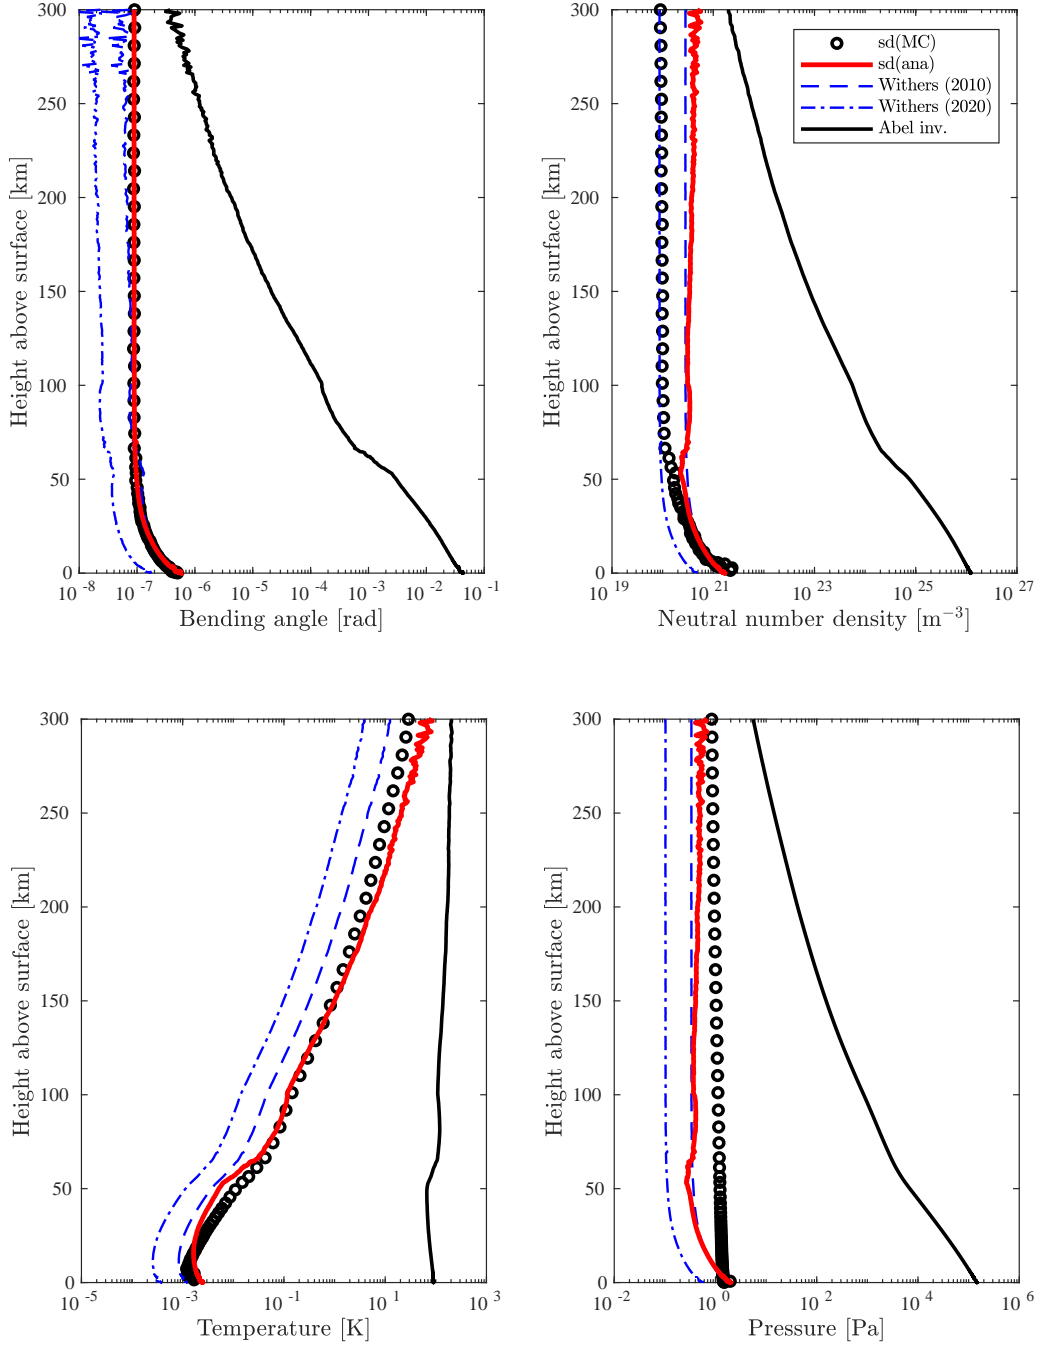 300
250
200
150
100
50
0
Height above surface [km]
10 -8 10 -7 10 -6 10 -5 10 -4 10 -3 10 -2 10 -1
Bending angle [rad]
300
250
200
150
100
50
0
Height above surface [km]
sd(MC)
sd(ana)
Withers (2010)
Withers (2020)
Abel inv.
10 19 10 21 10 23 10 25 10 27
Neutral number density [m−3]
300
250
200
150
100
50
0
Height above surface [km]
10 -5 10 -3 10 -1 10 1 10 3
Temperature [K]
300
250
200
150
100
50
0
Height above surface [km]
10 -2 10 0 10 2 10 4 10 6
Pressure [Pa]